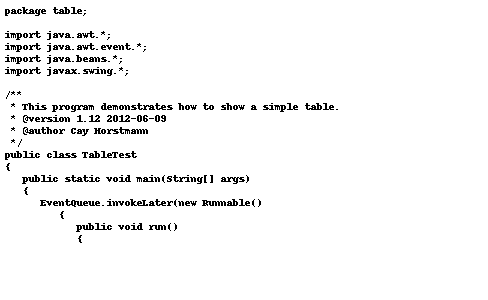 package table;

import java.awt.*;
import java.awt.event.*;
import java.beans.*;
import javax.swing.*;

/**
 * This program demonstrates how to show a simple table.
 * @version 1.12 2012-06-09
 * @author Cay Horstmann
 */
public class TableTest
{
   public static void main(String[] args)
   {
      EventQueue.invokeLater(new Runnable()
         {
            public void run()
            {